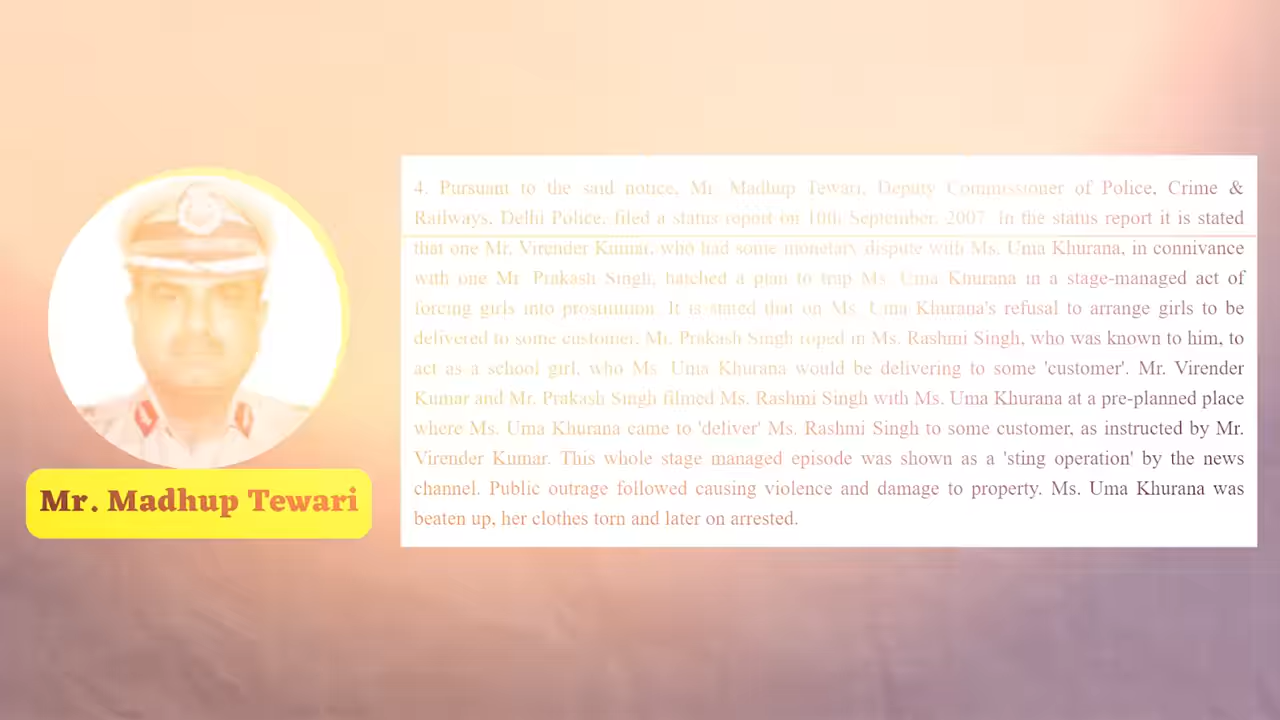 4. Pursuant to the said notice, Mr. Madhup Tewari, Deputy Commissioner of Police, Crime &
Railways, Delhi Police, filed a status report on 10th September, 2007. In the status report it is stated
that one Mr. Virender Kumar, who had some monetary dispute with Ms. Uma Khurana, in connivance
with one Mr. Prakash Singh, hatched a plan to trap Ms. Uma Khurana in a stage-managed act of
forcing girls into prostitution. It is stated that on Ms. Uma Khurana's refusal to arrange girls to be
delivered to some customer, Mr. Prakash Singh roped in Ms. Rashmi Singh, who was known to him, to
act as a school girl, who Ms. Uma Khurana would be delivering to some 'customer'. Mr. Virender
Kumar and Mr. Prakash Singh filmed Ms. Rashmi Singh with Ms. Uma Khurana at a pre-planned place
where Ms. Uma Khurana came to 'deliver' Ms. Rashmi Singh to some customer, as instructed by Mr.
Virender Kumar. This whole stage managed episode was shown as a 'sting operation' by the news
channel. Public outrage followed causing violence and damage to property. Ms. Uma Khurana was
beaten up, her clothes torn and later on arrested.
Mr. Madhup Tewari